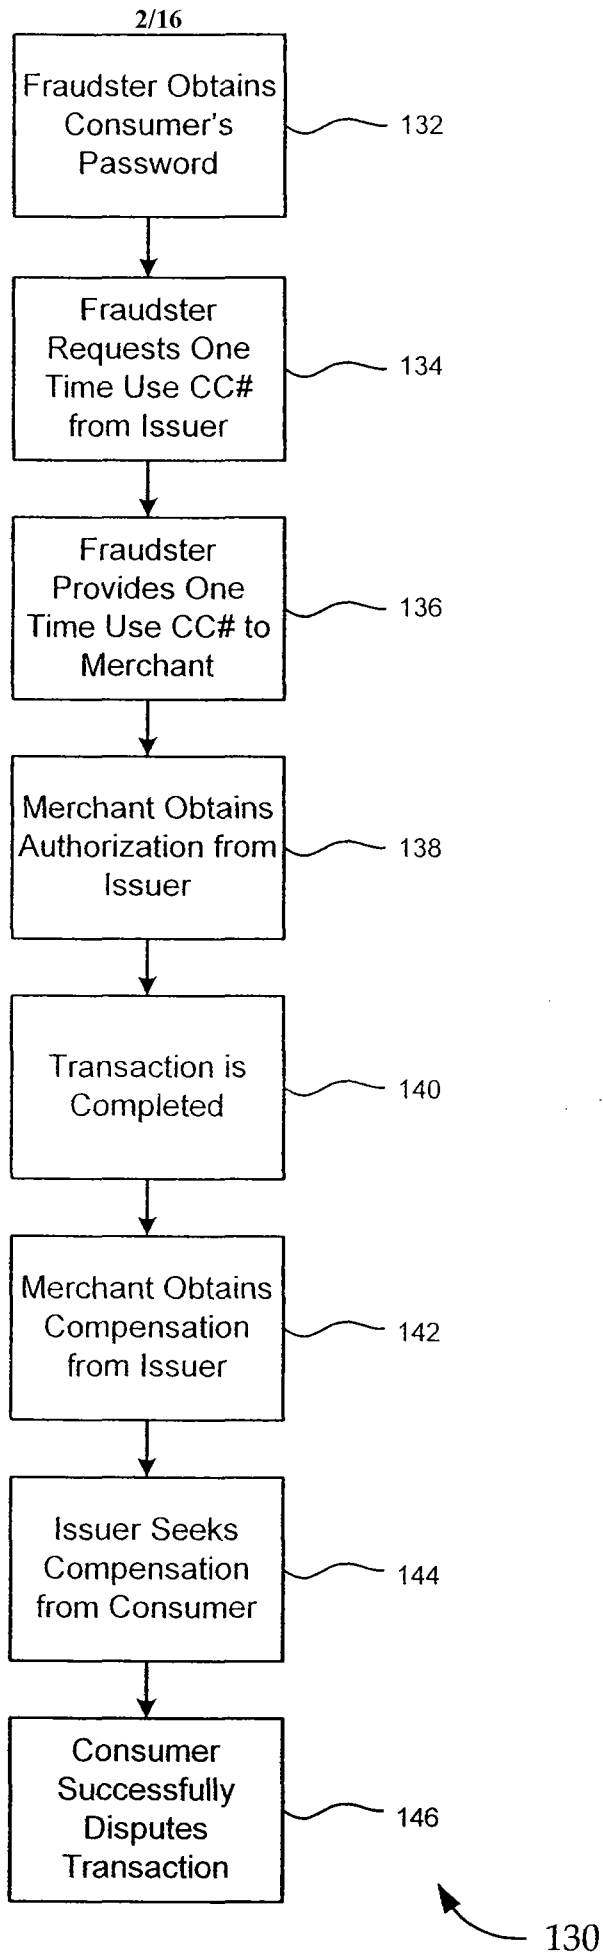 2/16
Fraudster Obtains
Consumer's
Password
132
Fraudster
Requests One
Time Use CC#
from Issuer
134
Fraudster
Provides One
Time Use CC# to
Merchant
136
Merchant Obtains
Authorization from
Issuer
138
Transaction is
Completed
140
Merchant Obtains
Compensation
from Issuer
142
Issuer Seeks
Compensation
from Consumer
144
Consumer
Successfully
Disputes
Transaction
146
130